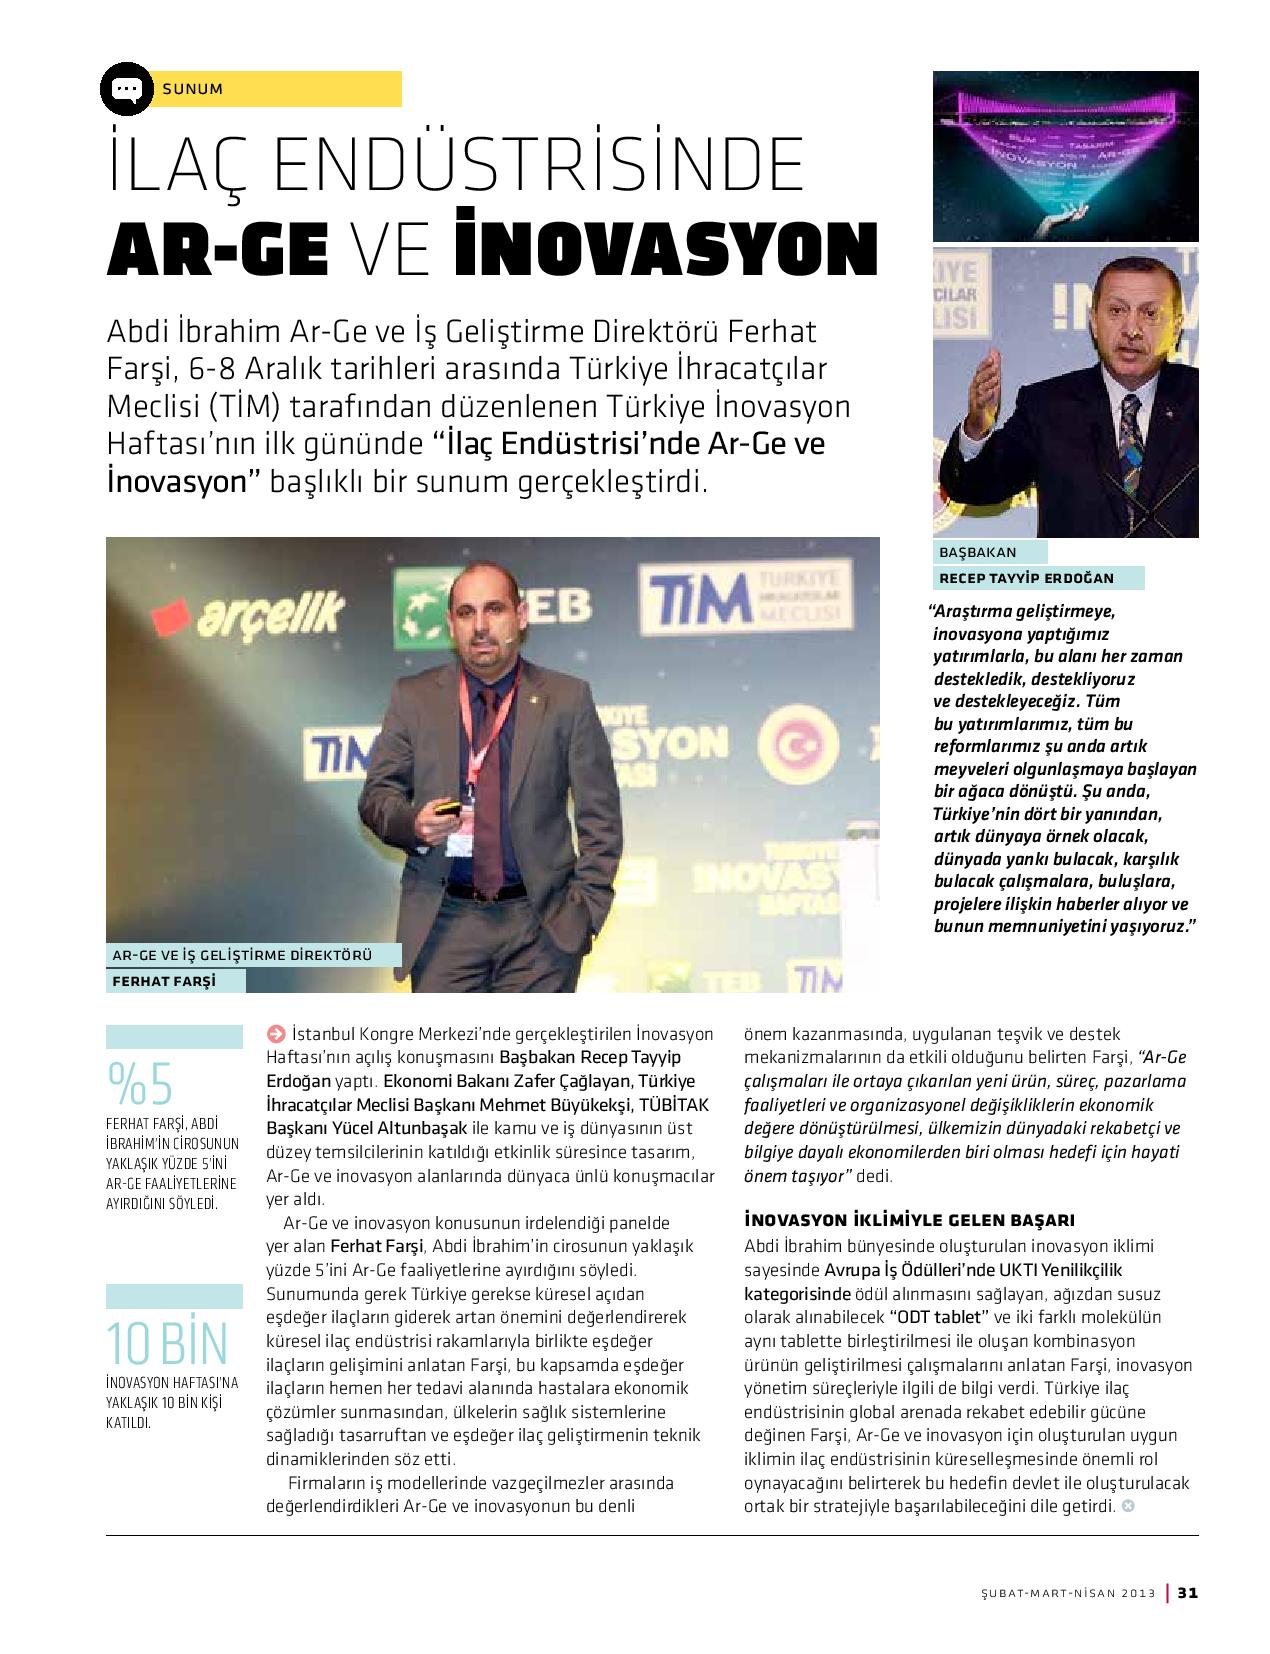 SUNUM
İLAÇ ENDÜSTRİSİNDE
AR-GE VE İNOVASYON
Abdi İbrahim Ar-Ge ve İş Geliştirme Direktörü Ferhat
Farşi, 6-8 Aralık tarihleri arasında Türkiye İhracatçılar
Meclisi (TİM) tarafından düzenlenen Türkiye İnovasyon
Haftası’nın ilk gününde “İlaç Endüstrisi’nde Ar-Ge ve
İnovasyon” başlıklı bir sunum gerçekleştirdi.
BİLİM
TASARIM
İNOVASYON
AR-GE
BAŞBAKAN
RECEP TAYYİP ERDOĞAN
“Araştırma geliştirmeye,
inovasyona yaptığımız
yatırımlarla, bu alanı her zaman
destekledik, destekliyoruz
ve destekleyeceğiz. Tüm
bu yatırımlarımız, tüm bu
reformlarımız şu anda artık
meyveleri olgunlaşmaya başlayan
bir ağaca dönüştü. Şu anda,
Türkiye’nin dört bir yanından,
artık dünyaya örnek olacak,
dünyada yankı bulacak, karşılık
bulacak çalışmalara, buluşlara,
projelere ilişkin haberler alıyor ve
bunun memnuniyetini yaşıyoruz.”
arçelik
TEB
TİM TÜRKİYE
İHRACATÇILAR
MECLİSİ
TİM
İNOVASYON
HAFTASI
TEB
TİM
AR-GE VE İŞ GELİŞTİRME DİREKTÖRÜ
FERHAT FARŞİ
%5
FERHAT FARŞİ, ABDİ
İBRAHİM’İN CİROSUNUN
YAKLAŞIK YÜZDE 5’İNİ
AR-GE FAALİYETLERİNE
AYIRDIĞINI SÖYLEDİ.
10 BİN
İNOVASYON HAFTASI’NA
YAKLAŞIK 10 BİN KİŞİ
KATILDI.
İstanbul Kongre Merkezi’nde gerçekleştirilen İnovasyon
Haftası’nın açılış konuşmasını Başbakan Recep Tayyip
Erdoğan yaptı. Ekonomi Bakanı Zafer Çağlayan, Türkiye
İhracatçılar Meclisi Başkanı Mehmet Büyükekşi, TÜBİTAK
Başkanı Yücel Altunbaşak ile kamu ve iş dünyasının üst
düzey temsilcilerinin katıldığı etkinlik süresince tasarım,
Ar-Ge ve inovasyon alanlarında dünyaca ünlü konuşmacılar
yer aldı.
Ar-Ge ve inovasyon konusunun irdelendiği panelde
yer alan Ferhat Farşi, Abdi İbrahim’in cirosunun yaklaşık
yüzde 5’ini Ar-Ge faaliyetlerine ayırdığını söyledi.
Sunumunda gerek Türkiye gerekse küresel açıdan
eşdeğer ilaçların giderek artan önemini değerlendirerek
küresel ilaç endüstrisi rakamlarıyla birlikte eşdeğer
ilaçların gelişimini anlatan Farşi, bu kapsamda eşdeğer
ilaçların hemen her tedavi alanında hastalara ekonomik
çözümler sunmasından, ülkelerin sağlık sistemlerine
sağladığı tasarruftan ve eşdeğer ilaç geliştirmenin teknik
dinamiklerinden söz etti.
Firmaların iş modellerinde vazgeçilmezler arasında
değerlendirdikleri Ar-Ge ve inovasyonun bu denli
önem kazanmasında, uygulanan teşvik ve destek
mekanizmalarının da etkili olduğunu belirten Farşi, “Ar-Ge
çalışmaları ile ortaya çıkarılan yeni ürün, süreç, pazarlama
faaliyetleri ve organizasyonel değişikliklerin ekonomik
değere dönüştürülmesi, ülkemizin dünyadaki rekabetçi ve
bilgiye dayalı ekonomilerden biri olması hedefi için hayati
önem taşıyor” dedi.
İNOVASYON İKLİMİYLE GELEN BAŞARI
Abdi İbrahim bünyesinde oluşturulan inovasyon iklimi
sayesinde Avrupa İş Ödülleri’nde UKTI Yenilikçilik
kategorisinde ödül alınmasını sağlayan, ağızdan susuz
olarak alınabilecek “ODT tablet” ve iki farklı molekülün
aynı tablette birleştirilmesi ile oluşan kombinasyon
ürünün geliştirilmesi çalışmalarını anlatan Farşi, inovasyon
yönetim süreçleriyle ilgili de bilgi verdi. Türkiye ilaç
endüstrisinin global arenada rekabet edebilir gücüne
değinen Farşi, Ar-Ge ve inovasyon için oluşturulan uygun
iklimin ilaç endüstrisinin küreselleşmesinde önemli rol
oynayacağını belirterek bu hedefin devlet ile oluşturulacak
ortak bir stratejiyle başarılabileceğini dile getirdi.
ŞUBAT-MART-NİSAN 2013 31